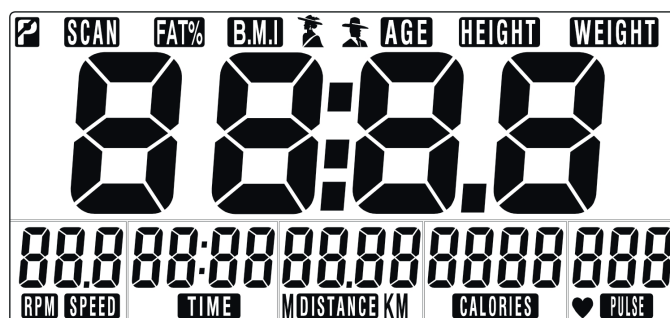 P SCAN FAT% B.M.I AGE HEIGHT WEIGHT
88:8.8
88.8 88:88 88.88 8888 888
RPM SPEED TIME M DISTANCE KM CALORIES PULSE